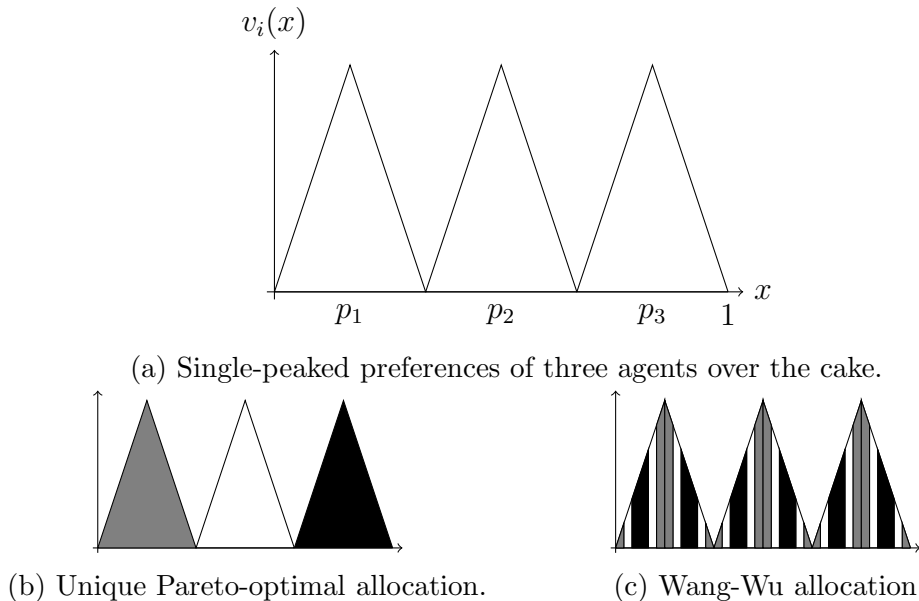 v_i(x)
x
p_1 p_2 p_3 1
(a) Single-peaked preferences of three agents over the cake.
(b) Unique Pareto-optimal allocation.
(c) Wang-Wu allocation